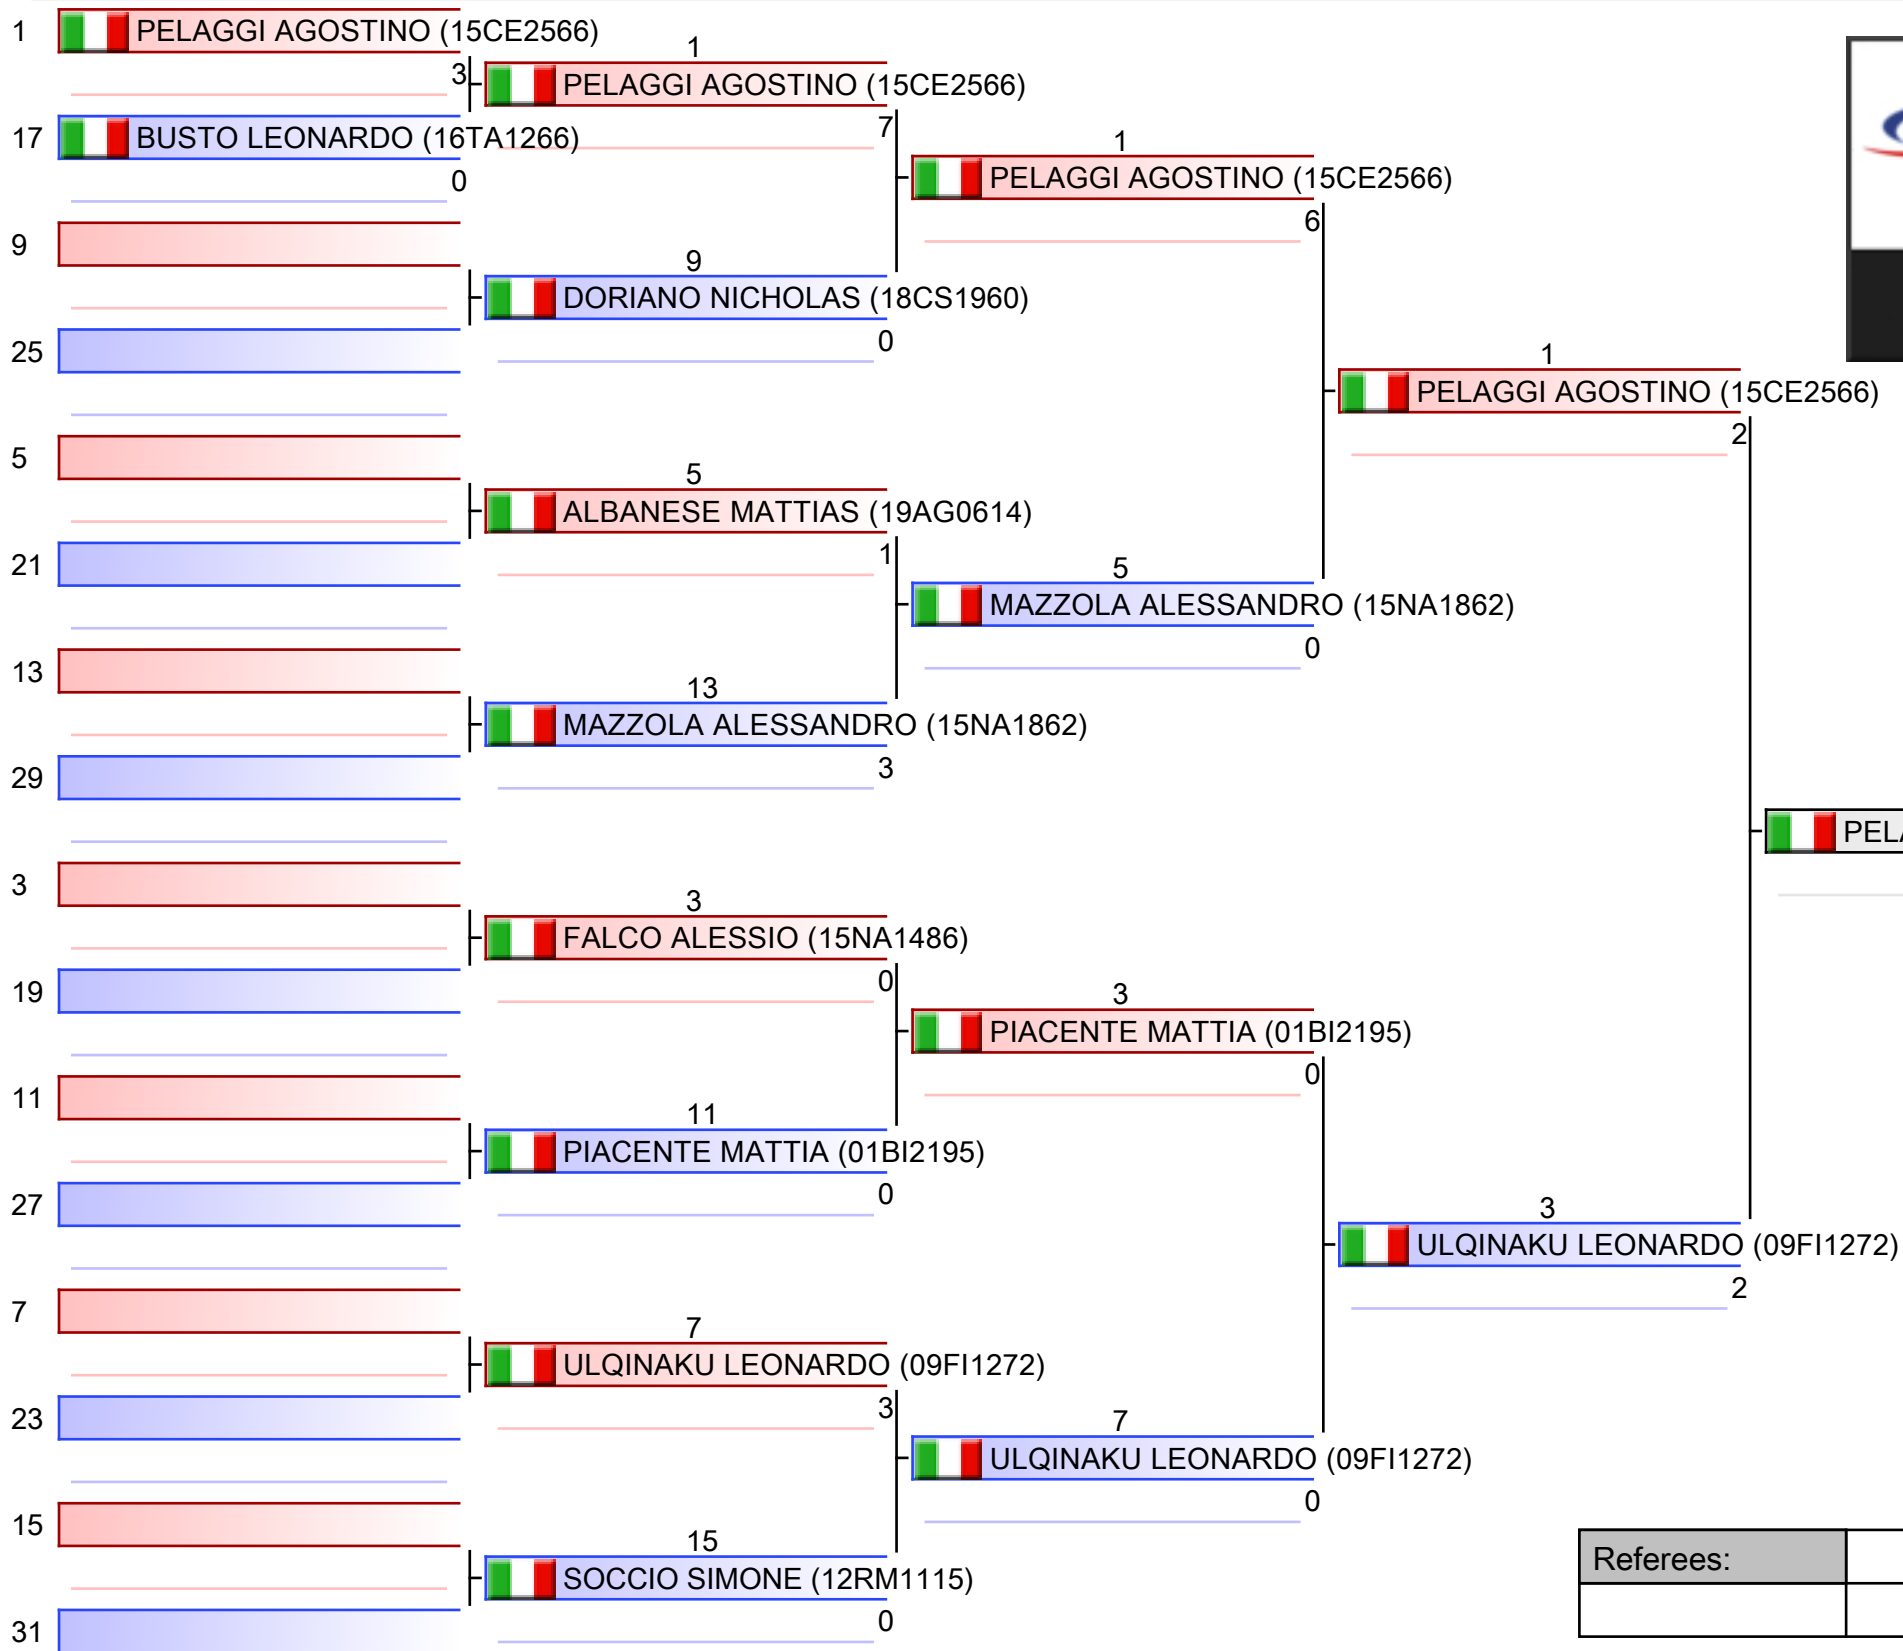 1 PELAGGI AGOSTINO (15CE2566)
3
17 BUSTO LEONARDO (16TA1266)
0
9
25
5
21
13
29
3
19
11
27
7
23
15
31
1
PELAGGI AGOSTINO (15CE2566)
7
9
DORIANO NICHOLAS (18CS1960)
0
5
ALBANESE MATTIAS (19AG0614)
1
13
MAZZOLA ALESSANDRO (15NA1862)
3
3
FALCO ALESSIO (15NA1486)
0
11
PIACENTE MATTIA (01BI2195)
0
7
ULQINAKU LEONARDO (09FI1272)
3
15
SOCCIO SIMONE (12RM1115)
0
1
PELAGGI AGOSTINO (15CE2566)
6
5
MAZZOLA ALESSANDRO (15NA1862)
0
3
PIACENTE MATTIA (01BI2195)
0
7
ULQINAKU LEONARDO (09FI1272)
0
1
PELAGGI AGOSTINO (15CE2566)
2
3
ULQINAKU LEONARDO (09FI1272)
2
Referees: